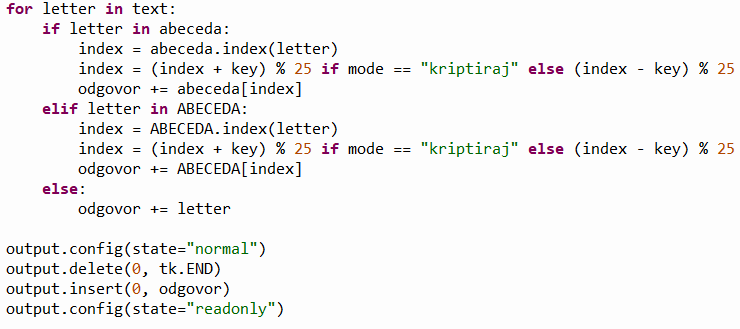 for letter in text:
    if letter in abeceda:
        index = abeceda.index(letter)
        index = (index + key) % 25 if mode == "kriptiraj" else (index - key) % 25
        odgovor += abeceda[index]
    elif letter in ABECEDA:
        index = ABECEDA.index(letter)
        index = (index + key) % 25 if mode == "kriptiraj" else (index - key) % 25
        odgovor += ABECEDA[index]
    else:
        odgovor += letter

output.config(state="normal")
output.delete(0, tk.END)
output.insert(0, odgovor)
output.config(state="readonly")